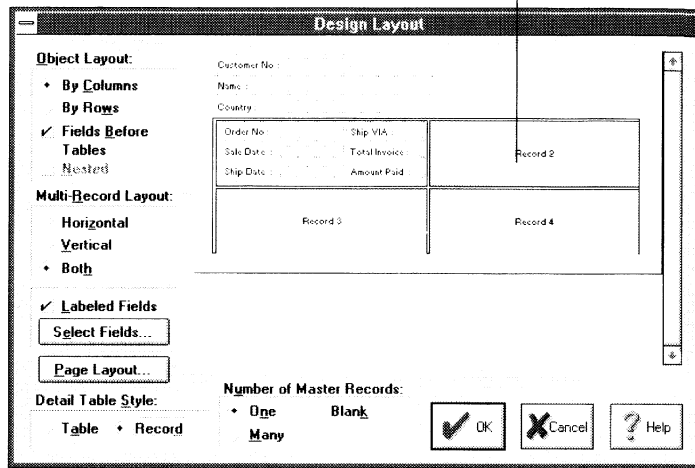 Design Layout
Object Layout:
By Columns
By Rows
Fields Before
Tables
Nested
Multi-Record Layout:
Horizontal
Vertical
Both
Labeled Fields
Select Fields...
Page Layout...
Detail Table Style:
Table Record
Customer No :
Name :
Country :
Order No : Ship VIA :
Sale Date : Total Invoice :
Ship Date : Amount Paid :
Record 2
Record 3 Record 4
Number of Master Records:
One Blank
Many
OK Cancel Help